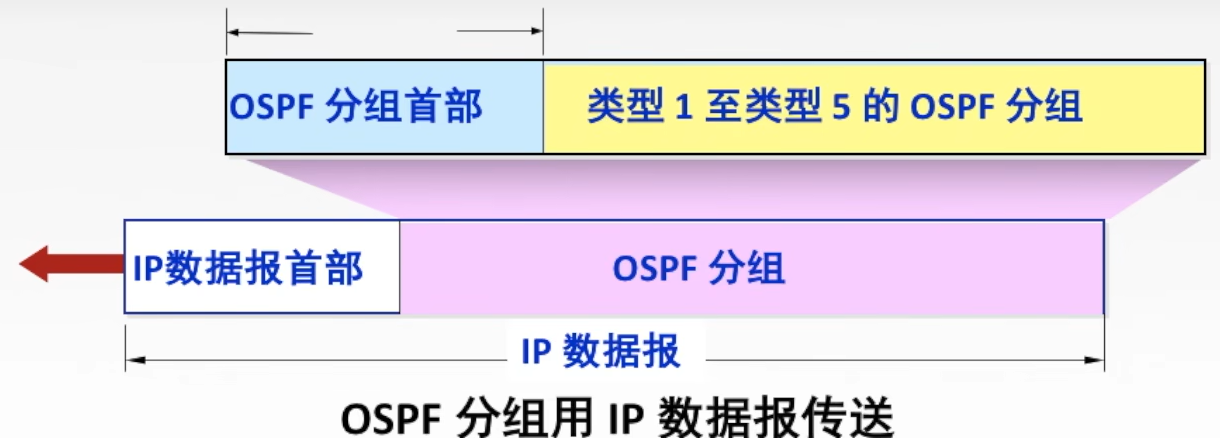 OSPF 分组首部
类型 1 至类型 5 的 OSPF 分组
IP数据报首部
OSPF 分组
IP 数据报
OSPF 分组用 IP 数据报传送